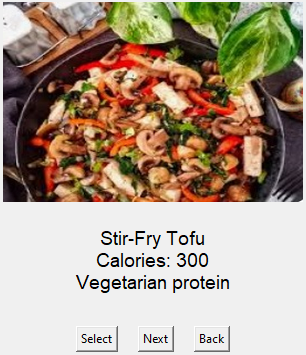 Stir-Fry Tofu
Calories: 300
Vegetarian protein
Select Next Back